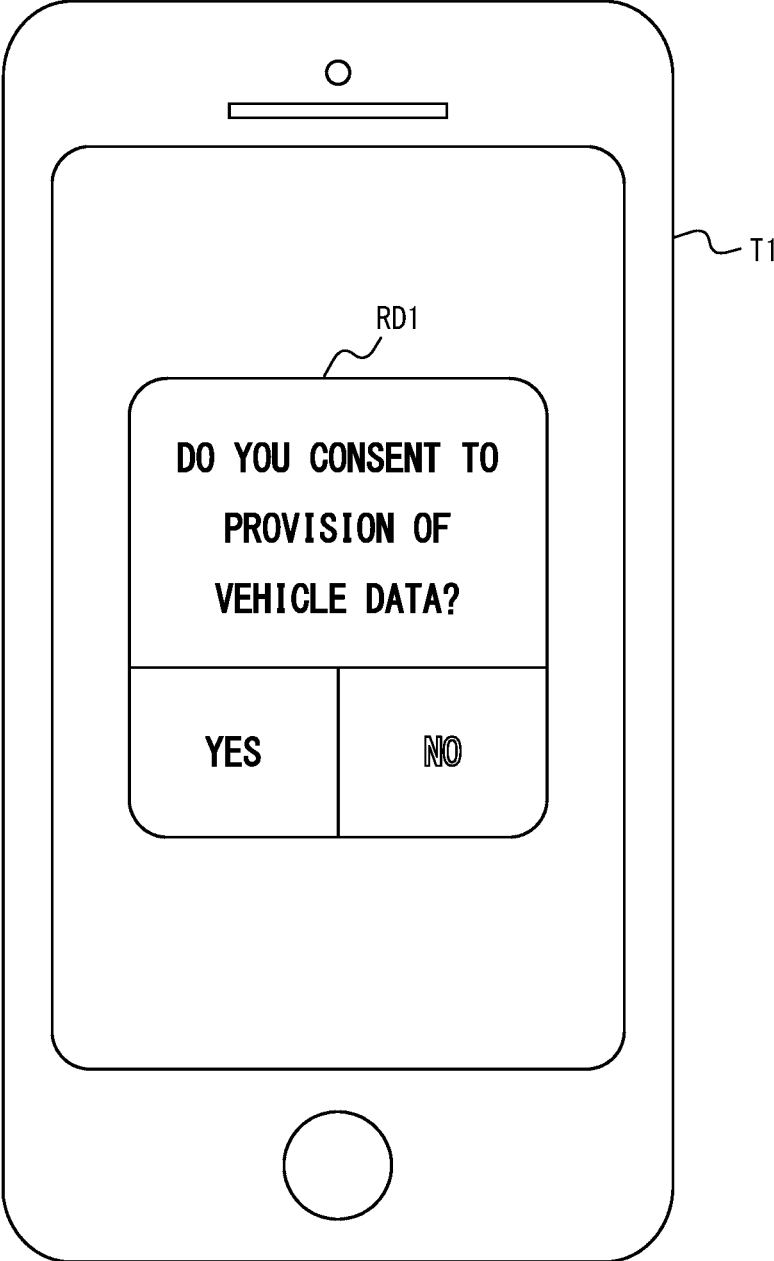 T1
RD1
DO YOU CONSENT TO
PROVISION OF
VEHICLE DATA?
YES NO